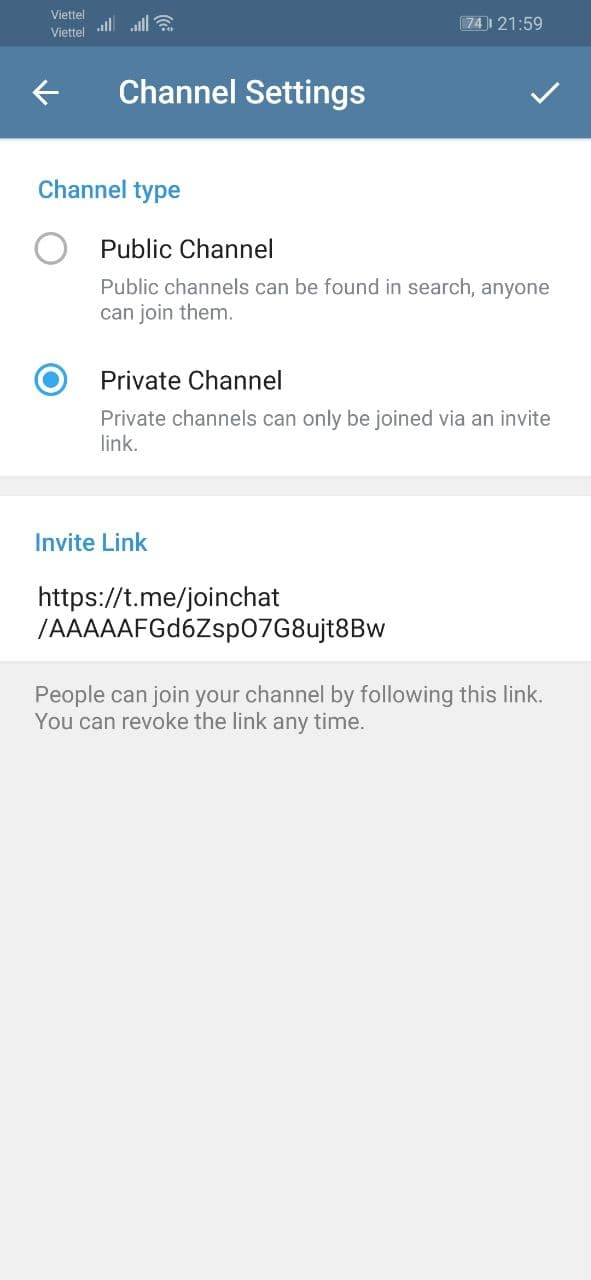 Viettel
Viettel
74 21:59
Channel Settings
Channel type
Public Channel
Public channels can be found in search, anyone
can join them.
Private Channel
Private channels can only be joined via an invite
link.
Invite Link
https://t.me/joinchat
/AAAAAFGd6ZspO7G8ujt8Bw
People can join your channel by following this link.
You can revoke the link any time.